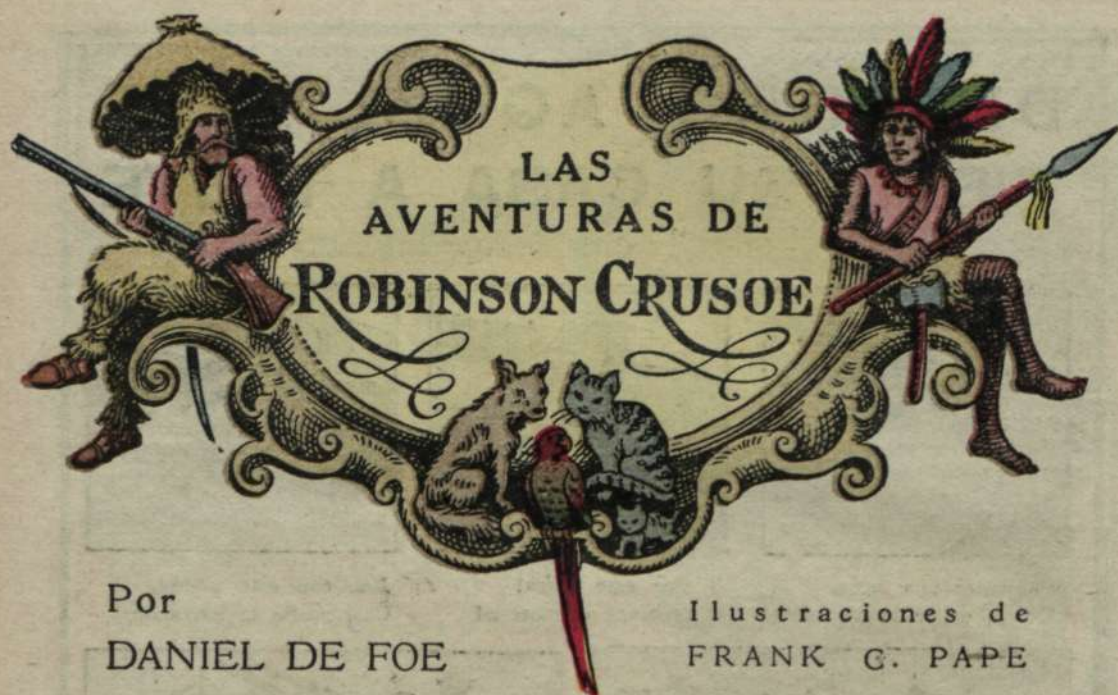 LAS
AVENTURAS DE
ROBINSON CRUSOE
Por
DANIEL DE FOE
Ilustraciones de
FRANK C. PAPE